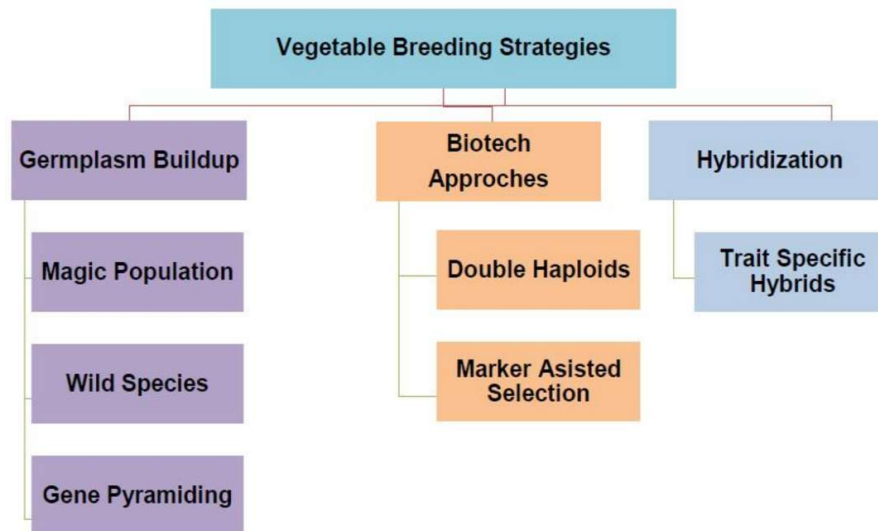 Vegetable Breeding Strategies
Germplasm Buildup
Magic Population
Wild Species
Gene Pyramiding
Biotech
Approches
Double Haploids
Marker Asisted
Selection
Hybridization
Trait Specific
Hybrids